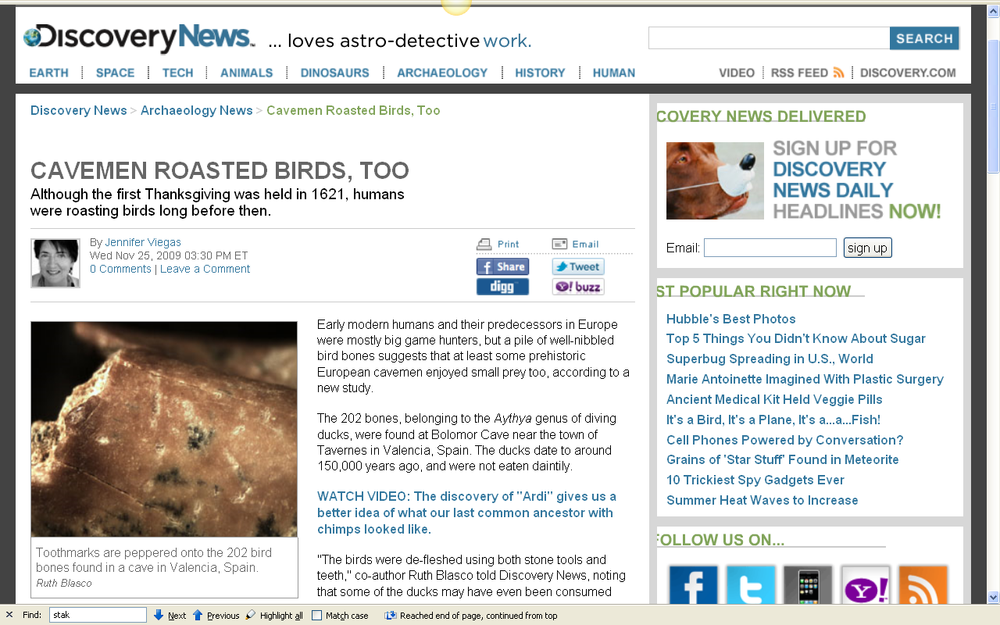 DiscoveryNews™ ... loves astro-detective work.
SEARCH
EARTH SPACE TECH ANIMALS DINOSAURS ARCHAEOLOGY HISTORY HUMAN VIDEO RSS FEED DISCOVERY.COM
Discovery News > Archaeology News > Cavemen Roasted Birds, Too
CAVEMEN ROASTED BIRDS, TOO
Although the first Thanksgiving was held in 1621, humans
were roasting birds long before then.
By Jennifer Viegas
Wed Nov 25, 2009 03:30 PM ET
0 Comments | Leave a Comment
Print Email
f Share Tweet
digg Y! buzz
Toothmarks are peppered onto the 202 bird
bones found in a cave in Valencia, Spain.
Ruth Blasco
Early modern humans and their predecessors in Europe
were mostly big game hunters, but a pile of well-nibbled
bird bones suggests that at least some prehistoric
European cavemen enjoyed small prey too, according to a
new study.
The 202 bones, belonging to the Aythya genus of diving
ducks, were found at Bolomor Cave near the town of
Tavernes in Valencia, Spain. The ducks date to around
150,000 years ago, and were not eaten daintily.
WATCH VIDEO: The discovery of "Ardi" gives us a
better idea of what our last common ancestor with
chimps looked like.
"The birds were de-fleshed using both stone tools and
teeth," co-author Ruth Blasco told Discovery News, noting
that some of the ducks may have even been consumed
COVERY NEWS DELIVERED
SIGN UP FOR
DISCOVERY
NEWS DAILY
HEADLINES NOW!
Email: sign up
ST POPULAR RIGHT NOW
Hubble's Best Photos
Top 5 Things You Didn't Know About Sugar
Superbug Spreading in U.S., World
Marie Antoinette Imagined With Plastic Surgery
Ancient Medical Kit Held Veggie Pills
It's a Bird, It's a Plane, It's a...a...Fish!
Cell Phones Powered by Conversation?
Grains of 'Star Stuff' Found in Meteorite
10 Trickiest Spy Gadgets Ever
Summer Heat Waves to Increase
FOLLOW US ON...
f t Y!
Find: stak Next Previous Highlight all Match case Reached end of page, continued from top